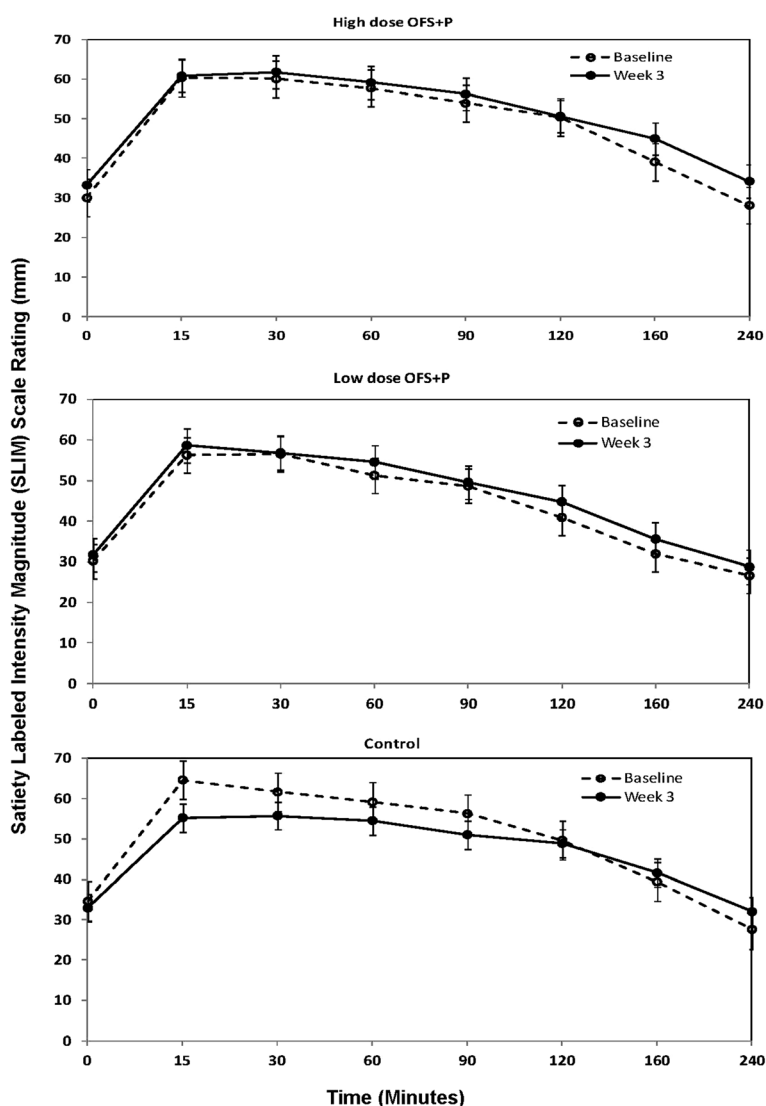 High dose OFS+P
70
60
50
40
30
20
10
0
Baseline
Week 3
0 15 30 60 90 120 160 240
Low dose OFS+P
70
60
50
40
30
20
10
0
Baseline
Week 3
0 15 30 60 90 120 160 240
Control
70
60
50
40
30
20
10
0
Baseline
Week 3
0 15 30 60 90 120 160 240
Satiety Labeled Intensity Magnitude (SLIM) Scale Rating (mm)
Time (Minutes)